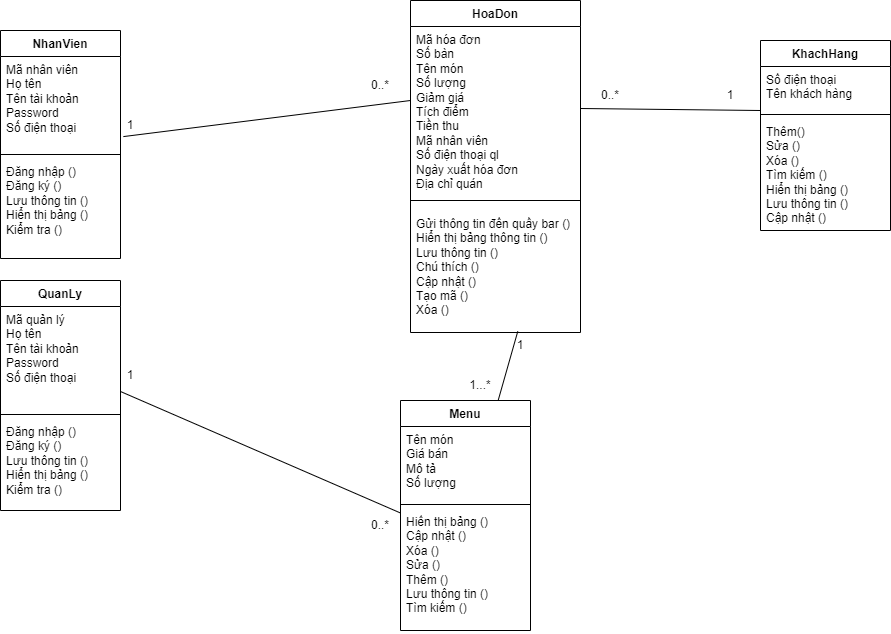 NhanVien
Mã nhân viên
Họ tên
Tên tài khoản
Password
Số điện thoại
Đăng nhập ()
Đăng ký ()
Lưu thông tin ()
Hiển thị bảng ()
Kiểm tra ()
1
0..*
HoaDon
Mã hóa đơn
Số bàn
Tên món
Số lượng
Giảm giá
Tích điểm
Tiền thu
Mã nhân viên
Số điện thoại ql
Ngày xuất hóa đơn
Địa chỉ quán
Gửi thông tin đến quầy bar ()
Hiển thị bảng thông tin ()
Lưu thông tin ()
Chú thích ()
Cập nhật ()
Tạo mã ()
Xóa ()
0..*
1
KhachHang
Số điện thoại
Tên khách hàng
Thêm()
Sửa ()
Xóa ()
Tìm kiếm ()
Hiển thị bảng ()
Lưu thông tin ()
Cập nhật ()
QuanLy
Mã quản lý
Họ tên
Tên tài khoản
Password
Số điện thoại
Đăng nhập ()
Đăng ký ()
Lưu thông tin ()
Hiển thị bảng ()
Kiểm tra ()
1
0..*
1
1...*
Menu
Tên món
Giá bán
Mô tả
Số lượng
Hiển thị bảng ()
Cập nhật ()
Xóa ()
Sửa ()
Thêm ()
Lưu thông tin ()
Tìm kiếm ()